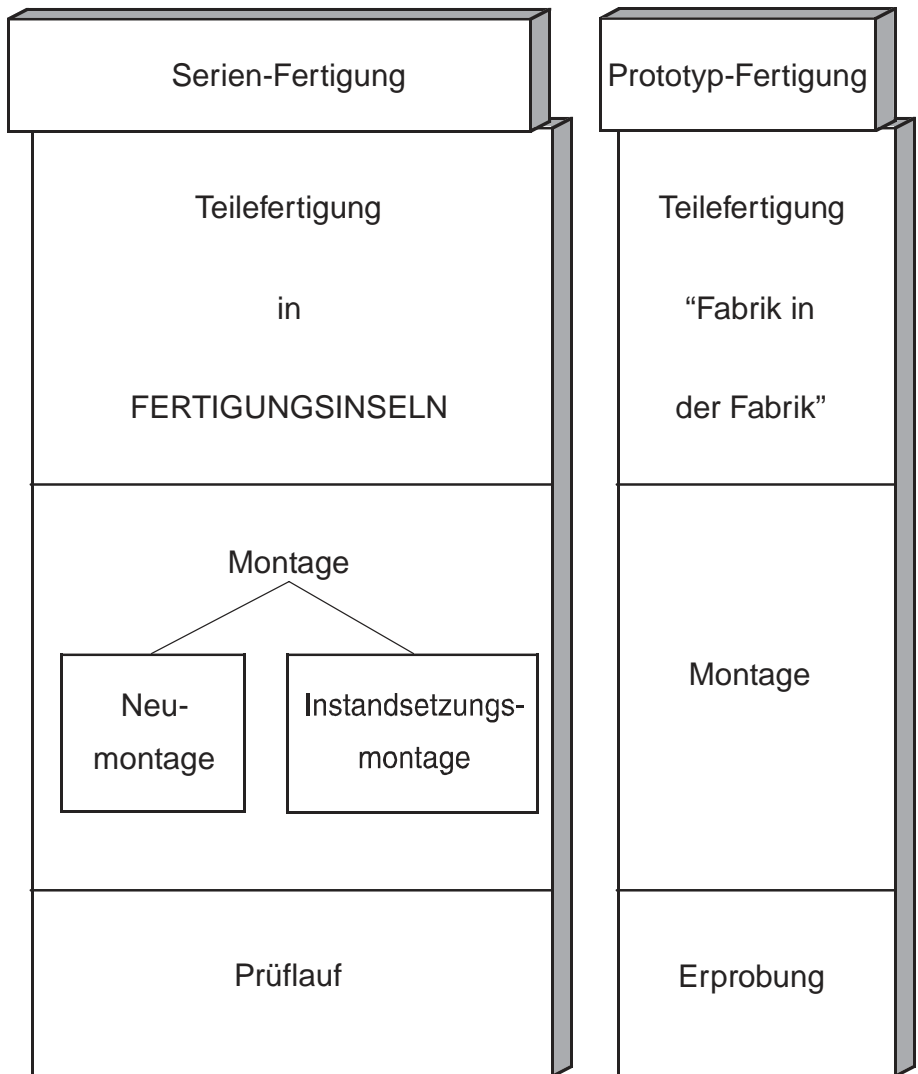 Serien-Fertigung
Teilefertigung
in
FERTIGUNGSINSELN
Montage
Neu-
montage
Instandsetzungs-
montage
Prüflauf
Prototyp-Fertigung
Teilefertigung
“Fabrik in
der Fabrik”
Montage
Erprobung